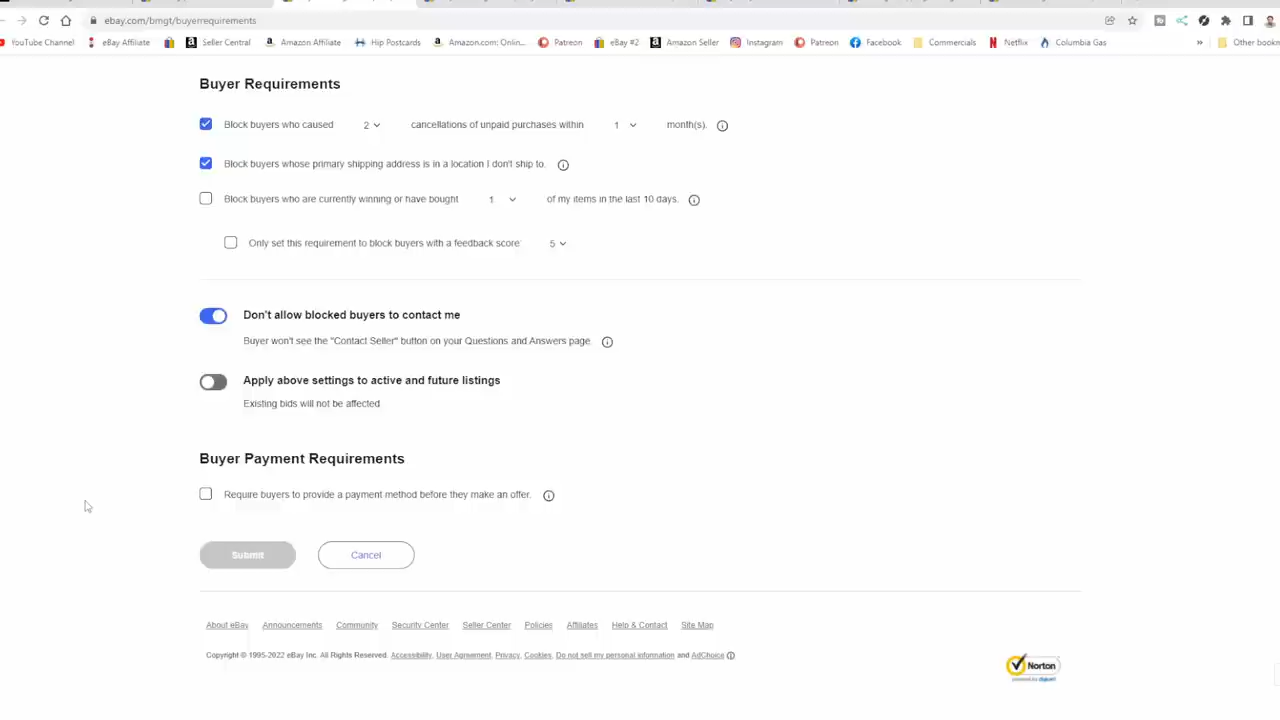 ebay.com/bmgt/buyerrequirements
YouTube Channel eBay Affiliate Seller Central Amazon Affiliate Hip Postcards Amazon.com: Onlin... Patreon eBay #2 Amazon Seller Instagram Patreon Facebook Commercials Netflix Columbia Gas » Other bookm
Buyer Requirements
Block buyers who caused 2 cancellations of unpaid purchases within 1 month(s).
Block buyers whose primary shipping address is in a location I don't ship to.
Block buyers who are currently winning or have bought 1 of my items in the last 10 days.
Only set this requirement to block buyers with a feedback score 5
Don't allow blocked buyers to contact me
Buyer won't see the "Contact Seller" button on your Questions and Answers page
Apply above settings to active and future listings
Existing bids will not be affected
Buyer Payment Requirements
Require buyers to provide a payment method before they make an offer.
Submit Cancel
About eBay Announcements Community Security Center Seller Center Policies Affiliates Help & Contact Site Map
Copyright © 1995-2022 eBay Inc. All Rights Reserved. Accessibility, User Agreement, Privacy, Cookies, Do not sell my personal information and AdChoice
Norton
powered by digicert